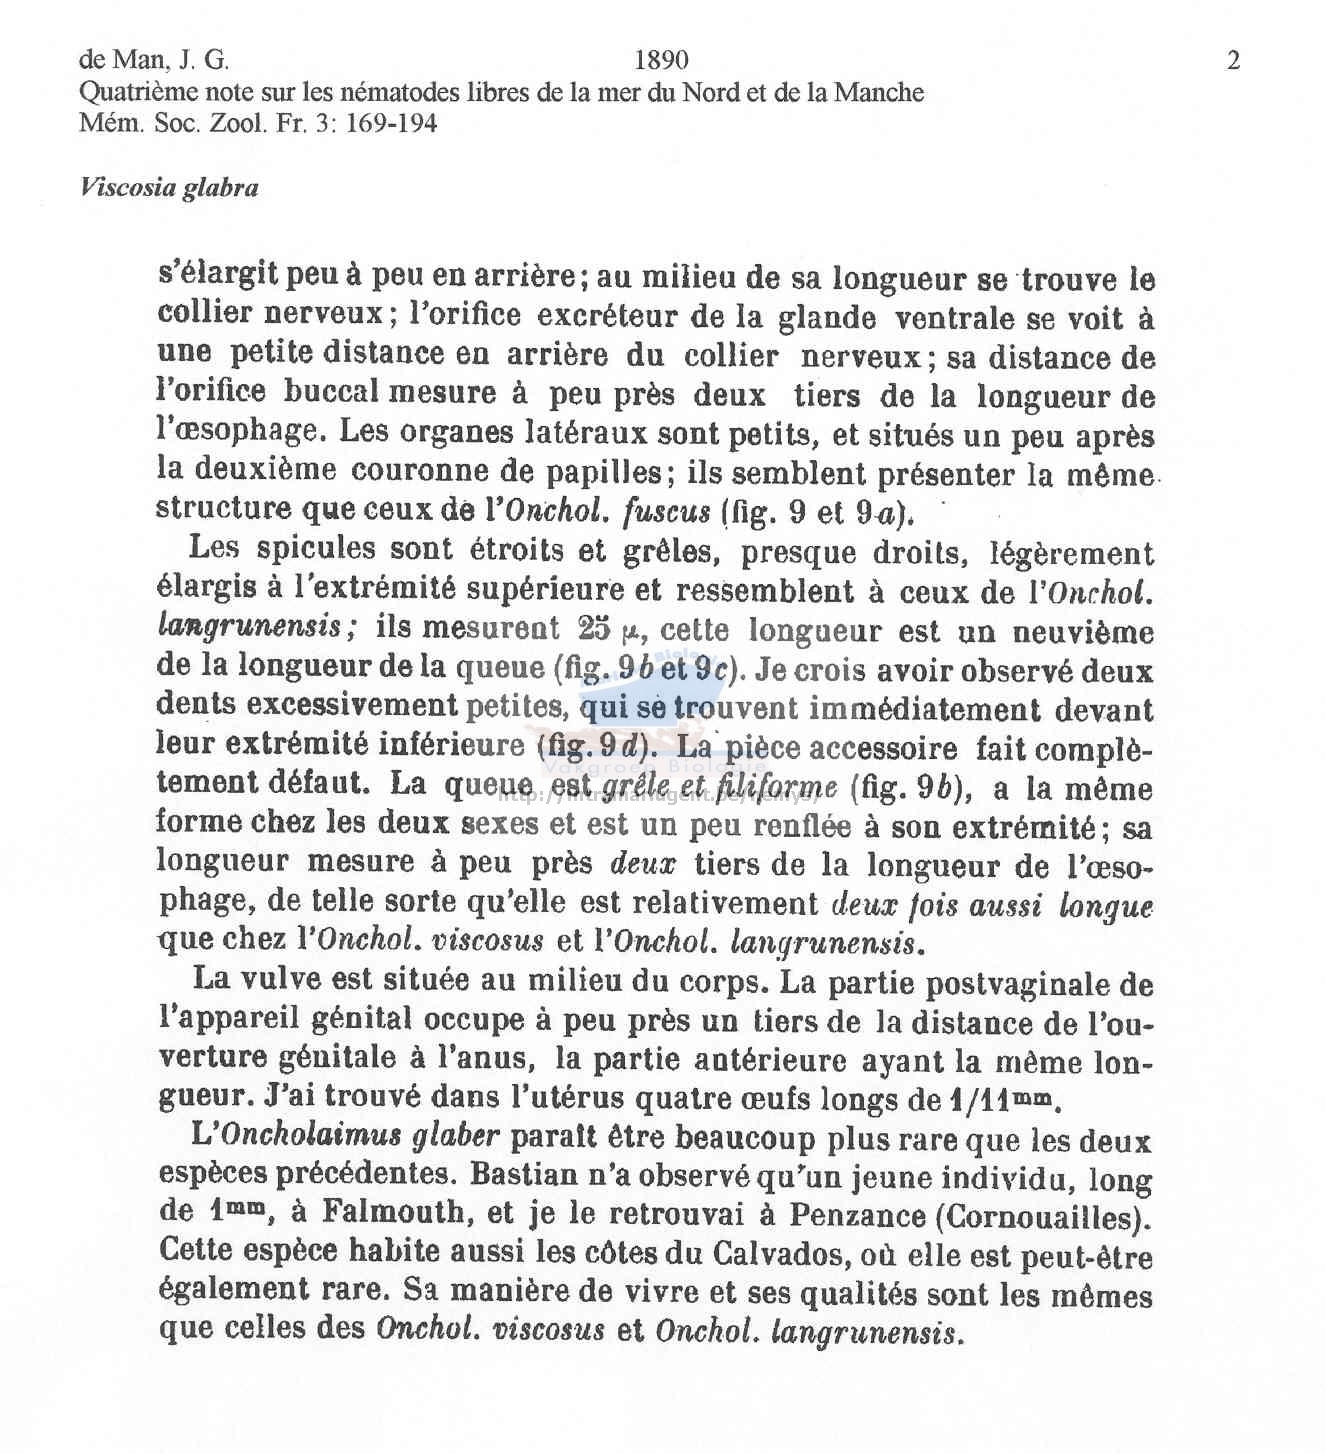 de Man, J. G. 1890 2
Quatrième note sur les nématodes libres de la mer du Nord et de la Manche
Mém. Soc. Zool. Fr. 3: 169-194
Viscosia glabra
s'élargit peu à peu en arrière; au milieu de sa longueur se trouve le
collier nerveux; l'orifice excréteur de la glande ventrale se voit à
une petite distance en arrière du collier nerveux; sa distance de
l'orifice buccal mesure à peu près deux tiers de la longueur de
l'œsophage. Les organes latéraux sont petits, et situés un peu après
la deuxième couronne de papilles; ils semblent présenter la même
structure que ceux de l'Onchol. fuscus (fig. 9 et 9a).
Les spicules sont étroits et grêles, presque droits, légèrement
élargis à l'extrémité supérieure et ressemblent à ceux de l'Onchol.
langrunensis; ils mesurent 25 μ, cette longueur est un neuvième
de la longueur de la queue (fig. 9b et 9c). Je crois avoir observé deux
dents excessivement petites, qui se trouvent immédiatement devant
leur extrémité inférieure (fig. 9d). La pièce accessoire fait complè-
Vakgroep Biologie
tement défaut. La queue est grêle et filiforme (fig. 9b), a la même
forme chez les deux sexes et est un peu renflée à son extrémité; sa
longueur mesure à peu près deux tiers de la longueur de l'œso-
phage, de telle sorte qu'elle est relativement deux fois aussi longue
que chez l'Onchol. viscosus et l'Onchol. langrunensis.
La vulve est située au milieu du corps. La partie postvaginale de
l'appareil génital occupe à peu près un tiers de la distance de l'ou-
verture génitale à l'anus, la partie antérieure ayant la même lon-
gueur. J'ai trouvé dans l'utérus quatre œufs longs de 1/11mm.
L'Oncholaimus glaber paraît être beaucoup plus rare que les deux
espèces précédentes. Bastian n'a observé qu'un jeune individu, long
de 1mm, à Falmouth, et je le retrouvai à Penzance (Cornouailles).
Cette espèce habite aussi les côtes du Calvados, où elle est peut-être
également rare. Sa manière de vivre et ses qualités sont les mêmes
que celles des Onchol. viscosus et Onchol. langrunensis.